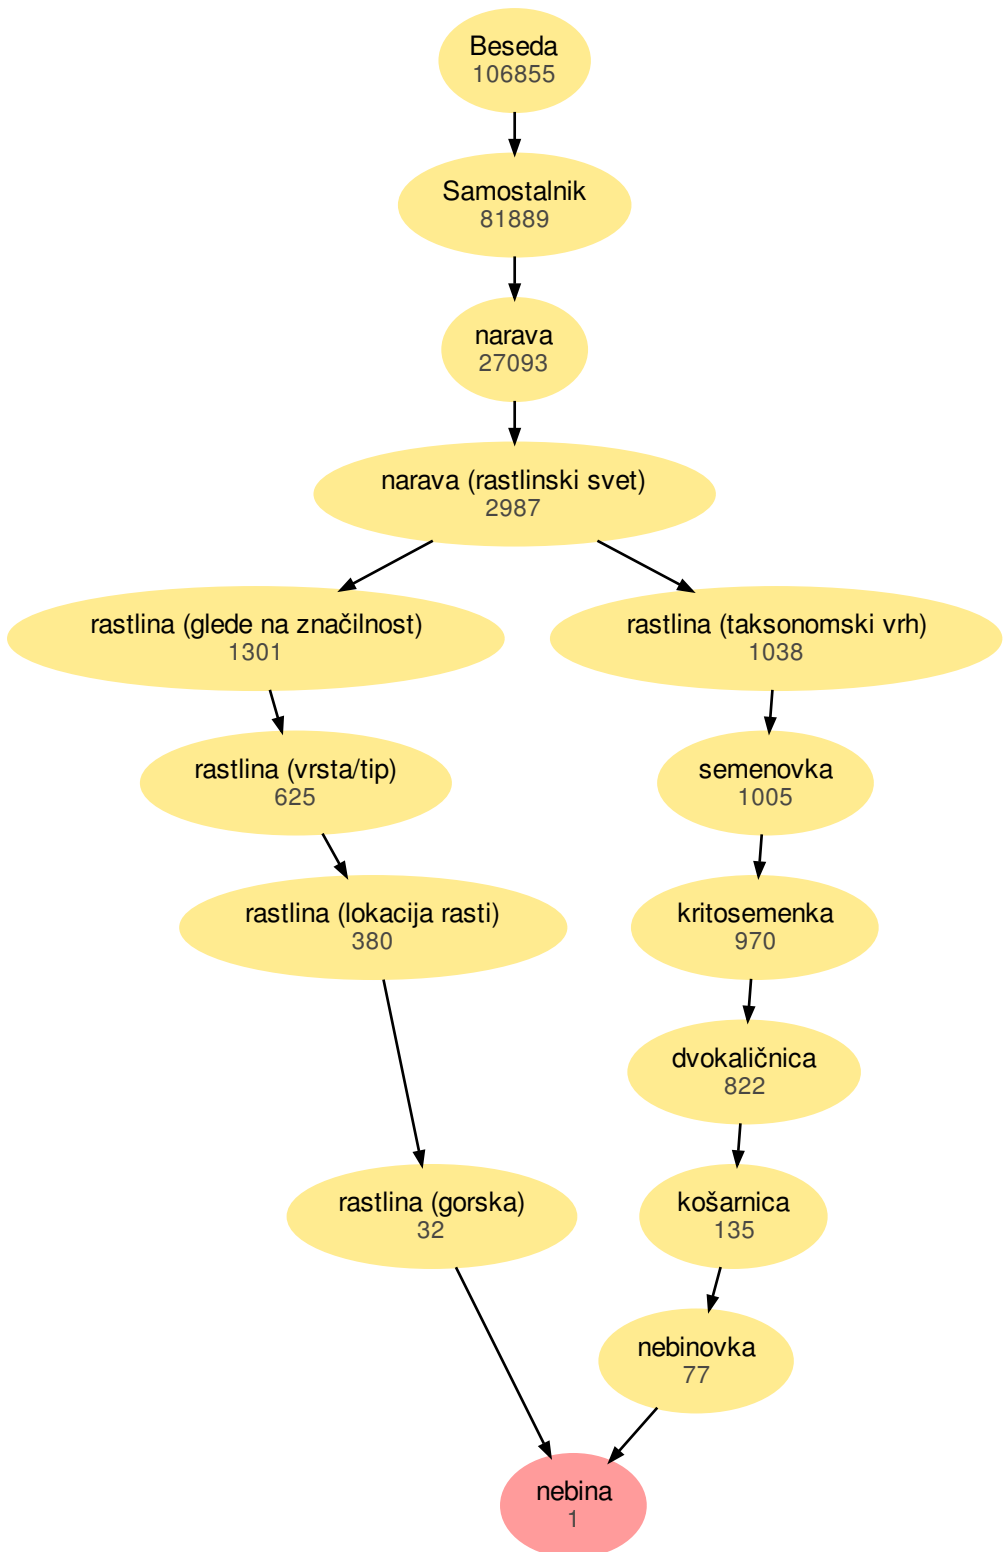 Beseda
106855
Samostalnik
81889
narava
27093
narava (rastlinski svet)
2987
rastlina (glede na značilnost)
1301
rastlina (taksonomski vrh)
1038
rastlina (vrsta/tip)
625
semenovka
1005
rastlina (lokacija rasti)
380
kritosemenka
970
dvokaličnica
822
rastlina (gorska)
32
košarnica
135
nebinovka
77
nebina
1